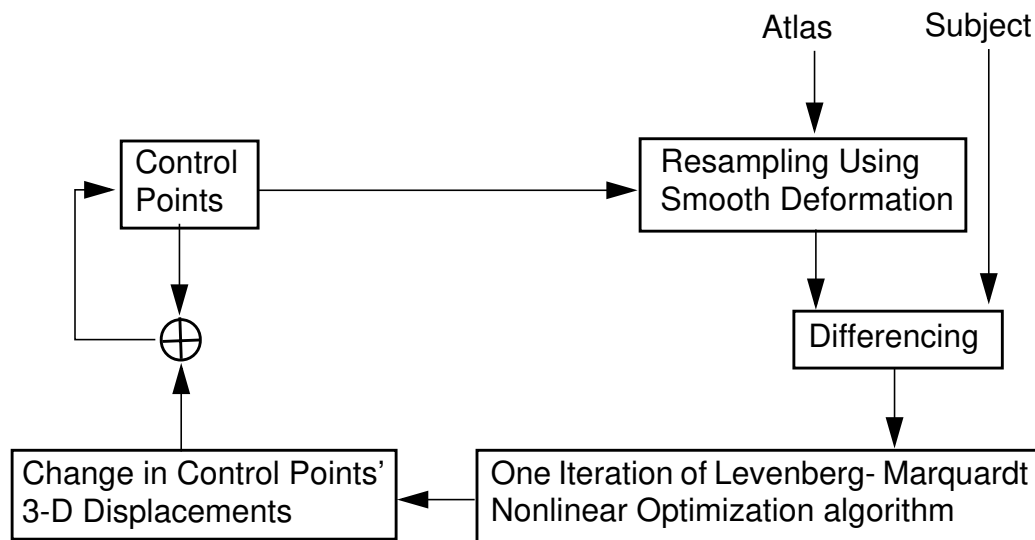 Atlas
Subject
Control
Points
Resampling Using
Smooth Deformation
Differencing
Change in Control Points’
3-D Displacements
One Iteration of Levenberg- Marquardt
Nonlinear Optimization algorithm